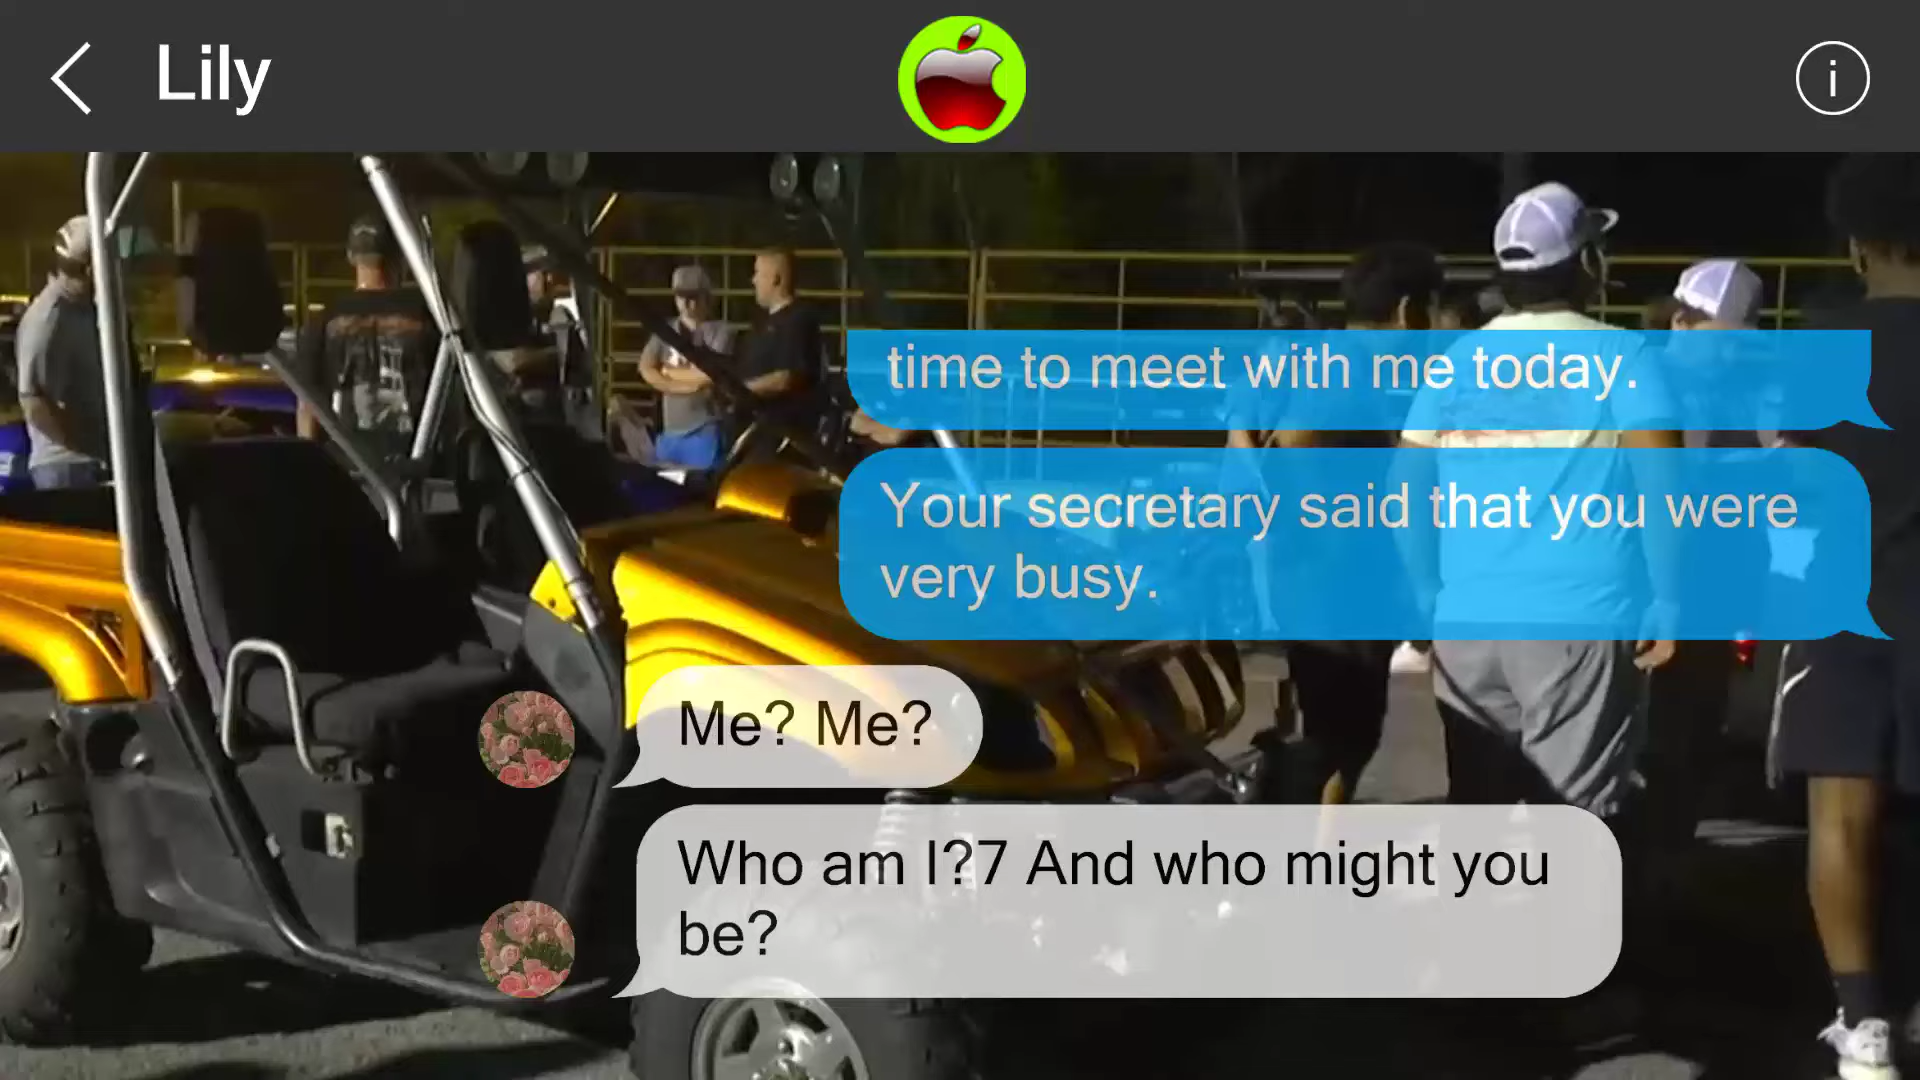 Lily
i
time to meet with me today.
Your secretary said that you were
very busy.
Me? Me?
Who am I?7 And who might you
be?